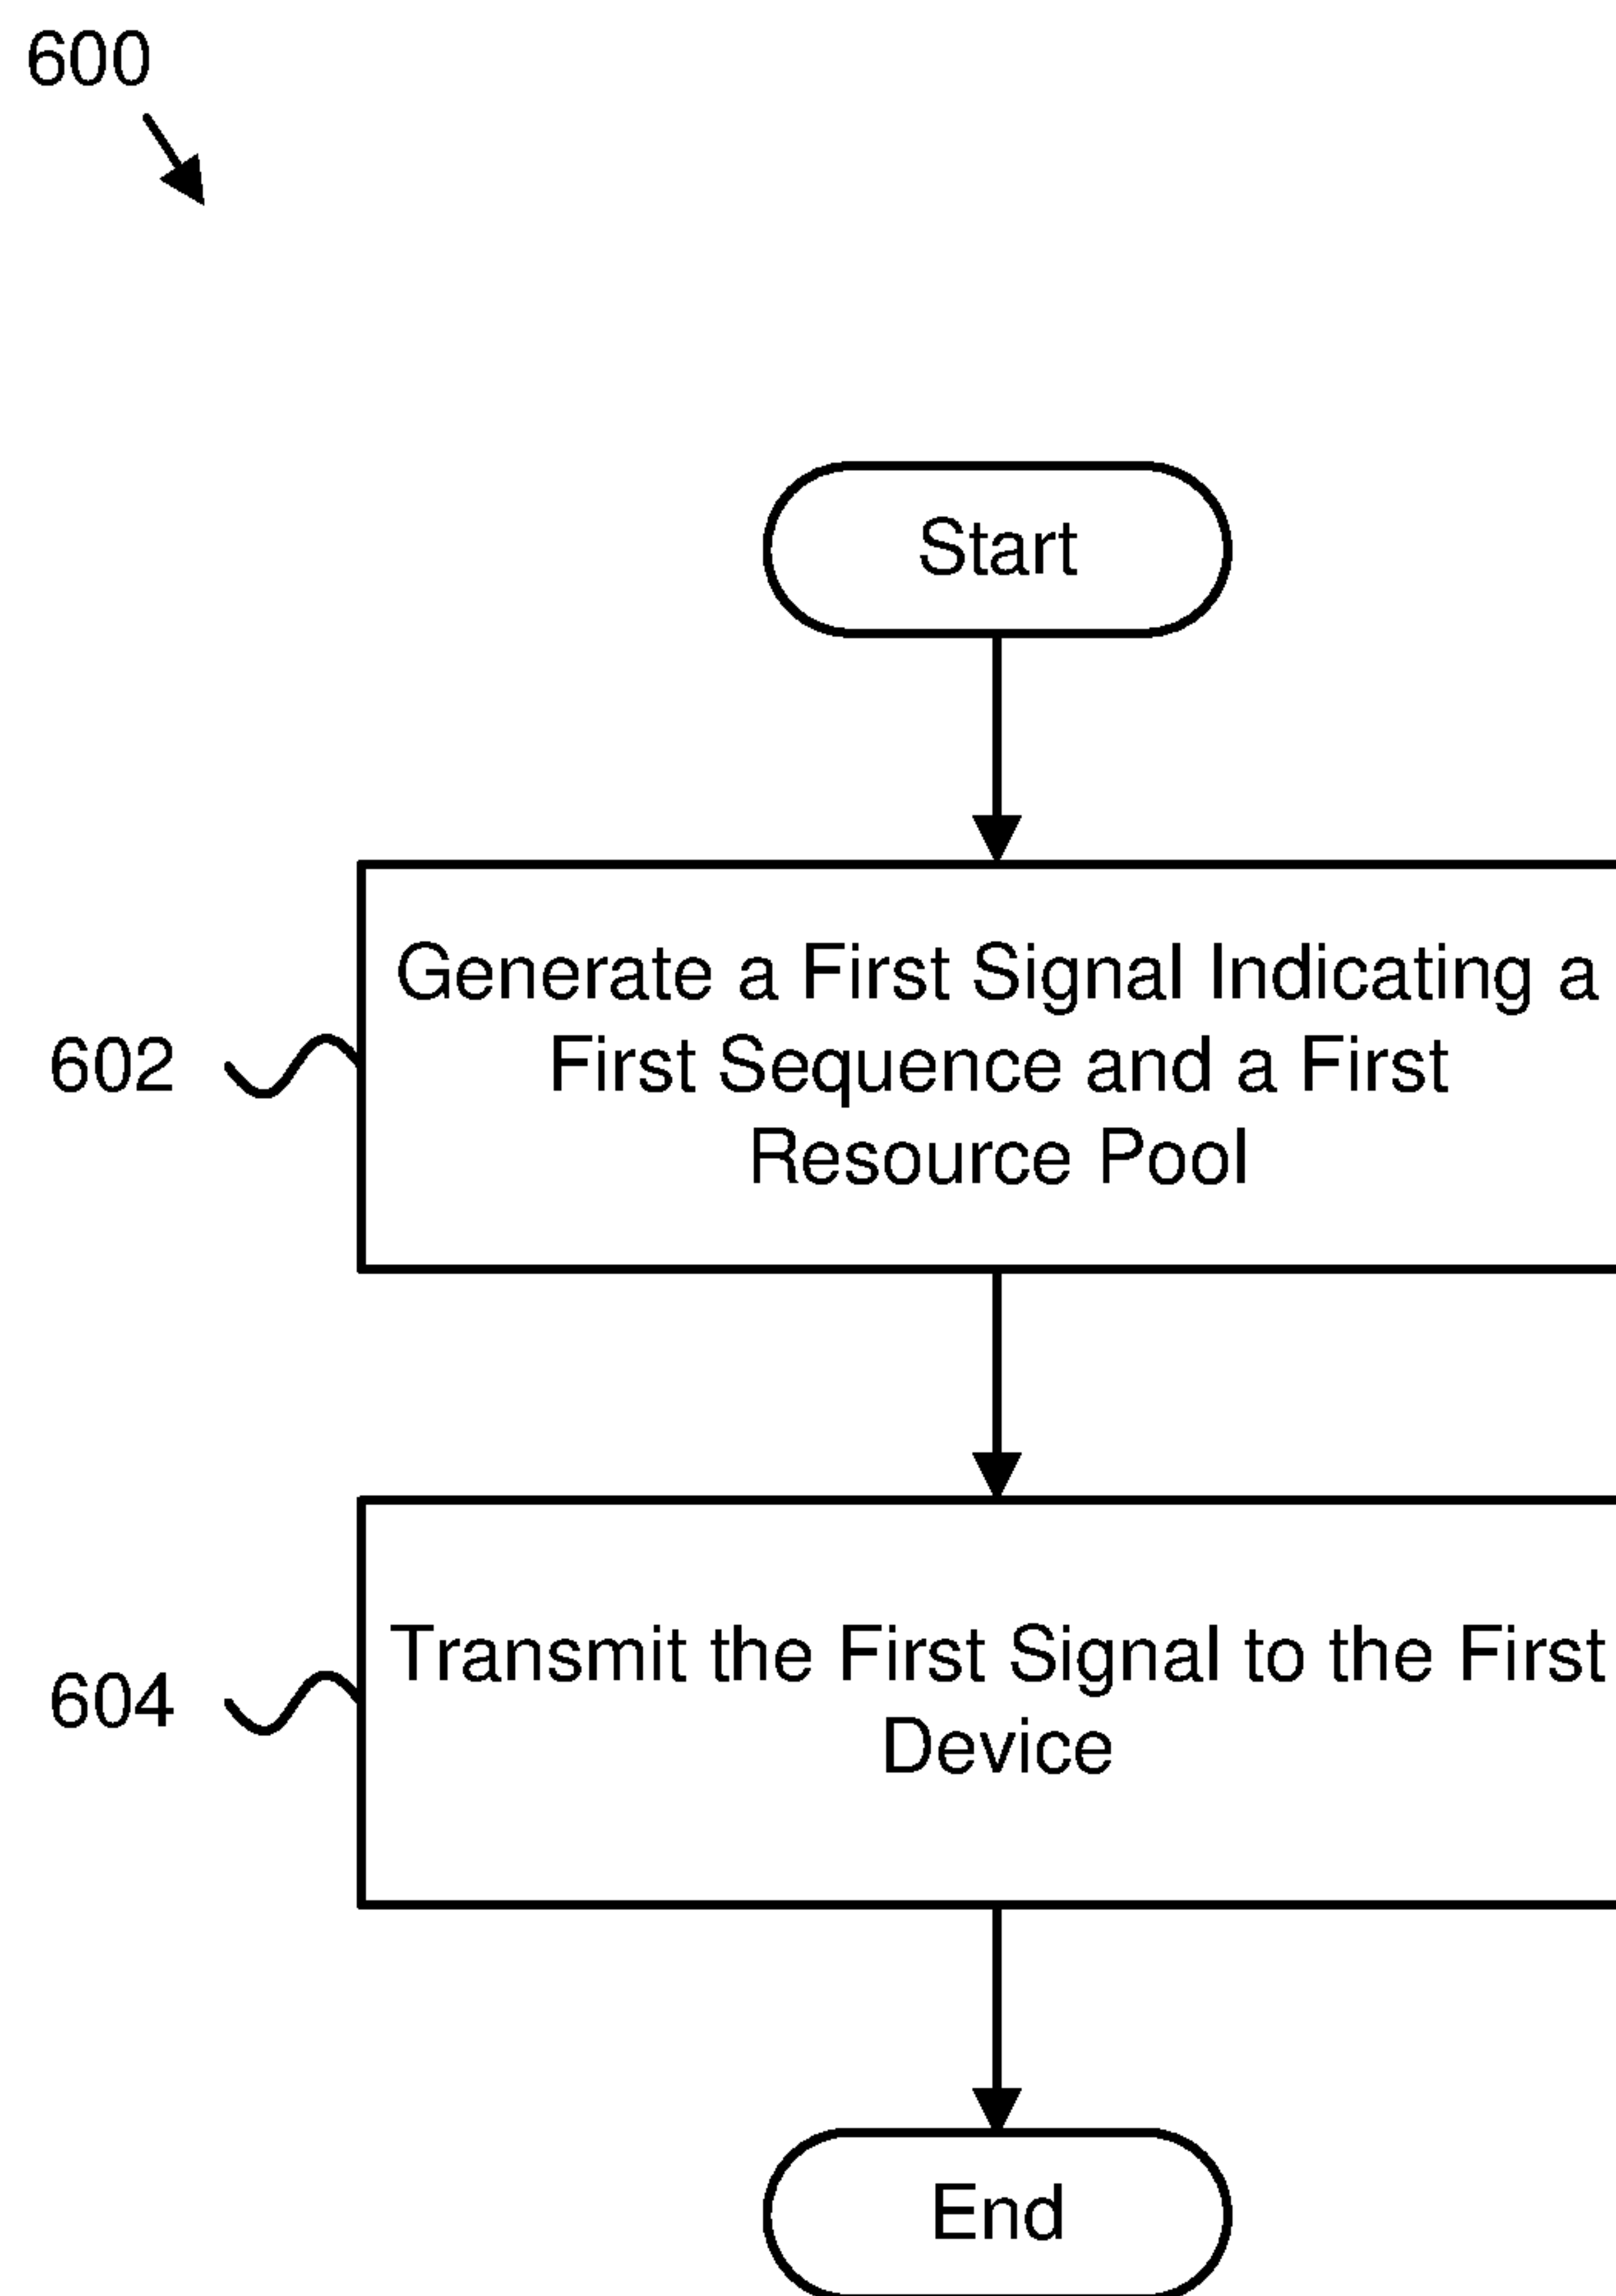 600
Start
602
Generate a First Signal Indicating a
First Sequence and a First
Resource Pool
604
Transmit the First Signal to the First
Device
End